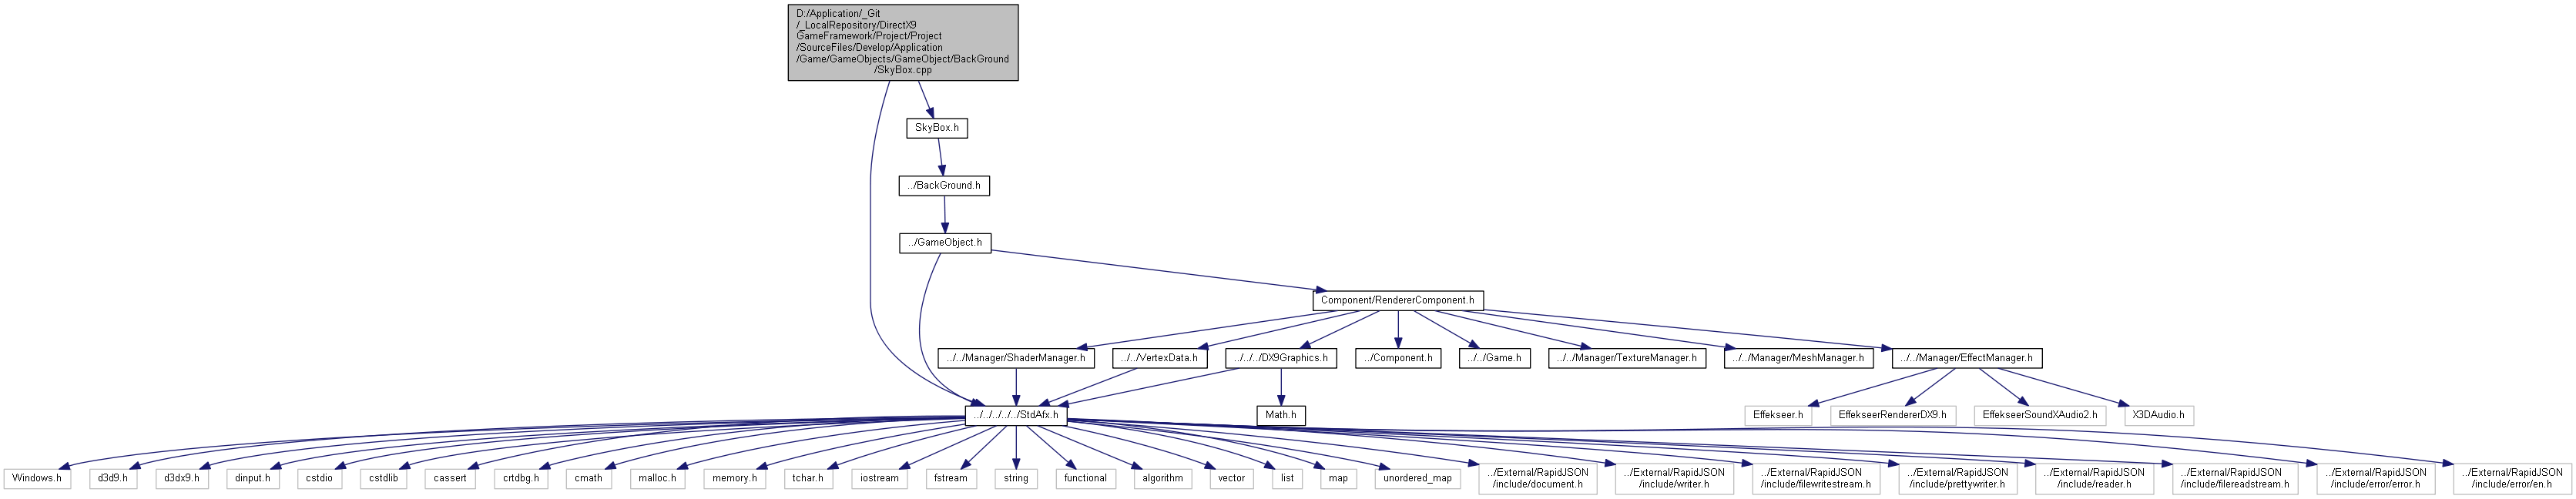 D:/Application/_Git
/_LocalRepository/DirectX9
GameFramework/Project/Project
/SourceFiles/Develop/Application
/Game/GameObjects/GameObject/BackGround
/SkyBox.cpp
SkyBox.h
../BackGround.h
../GameObject.h
Component/RendererComponent.h
../../Manager/ShaderManager.h
../../VertexData.h
../../../DX9Graphics.h
../Component.h
../../Game.h
../../Manager/TextureManager.h
../../Manager/MeshManager.h
../../Manager/EffectManager.h
../../../../../StdAfx.h
Math.h
Effekseer.h
EffekseerRendererDX9.h
EffekseerSoundXAudio2.h
X3DAudio.h
Windows.h
d3d9.h
d3dx9.h
dinput.h
cstdio
cstdlib
cassert
crtdbg.h
cmath
malloc.h
memory.h
tchar.h
iostream
fstream
string
functional
algorithm
vector
list
map
unordered_map
../External/RapidJSON
/include/document.h
../External/RapidJSON
/include/writer.h
../External/RapidJSON
/include/filewritestream.h
../External/RapidJSON
/include/prettywriter.h
../External/RapidJSON
/include/reader.h
../External/RapidJSON
/include/filereadstream.h
../External/RapidJSON
/include/error/error.h
../External/RapidJSON
/include/error/en.h